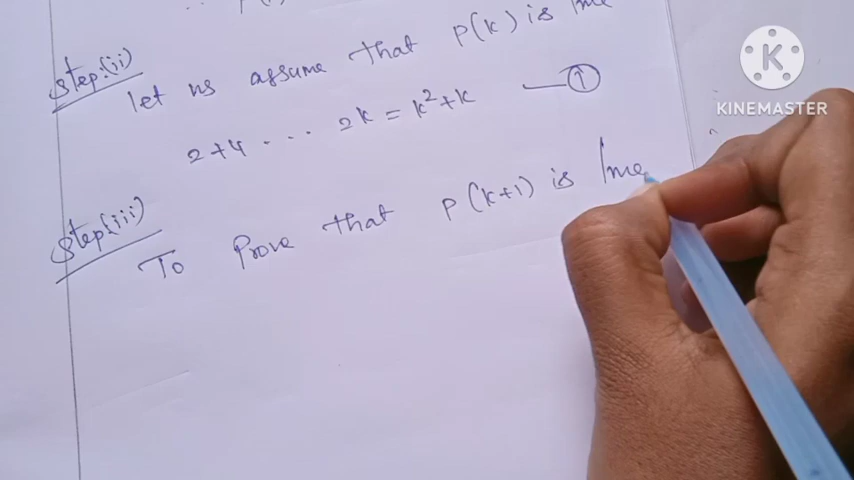 step:(ii)
let us assume that P(k) is true
2+4 ... 2k = k²+k —①
step(iii)
To Prove that P(k+1) is true
K
KINEMASTER